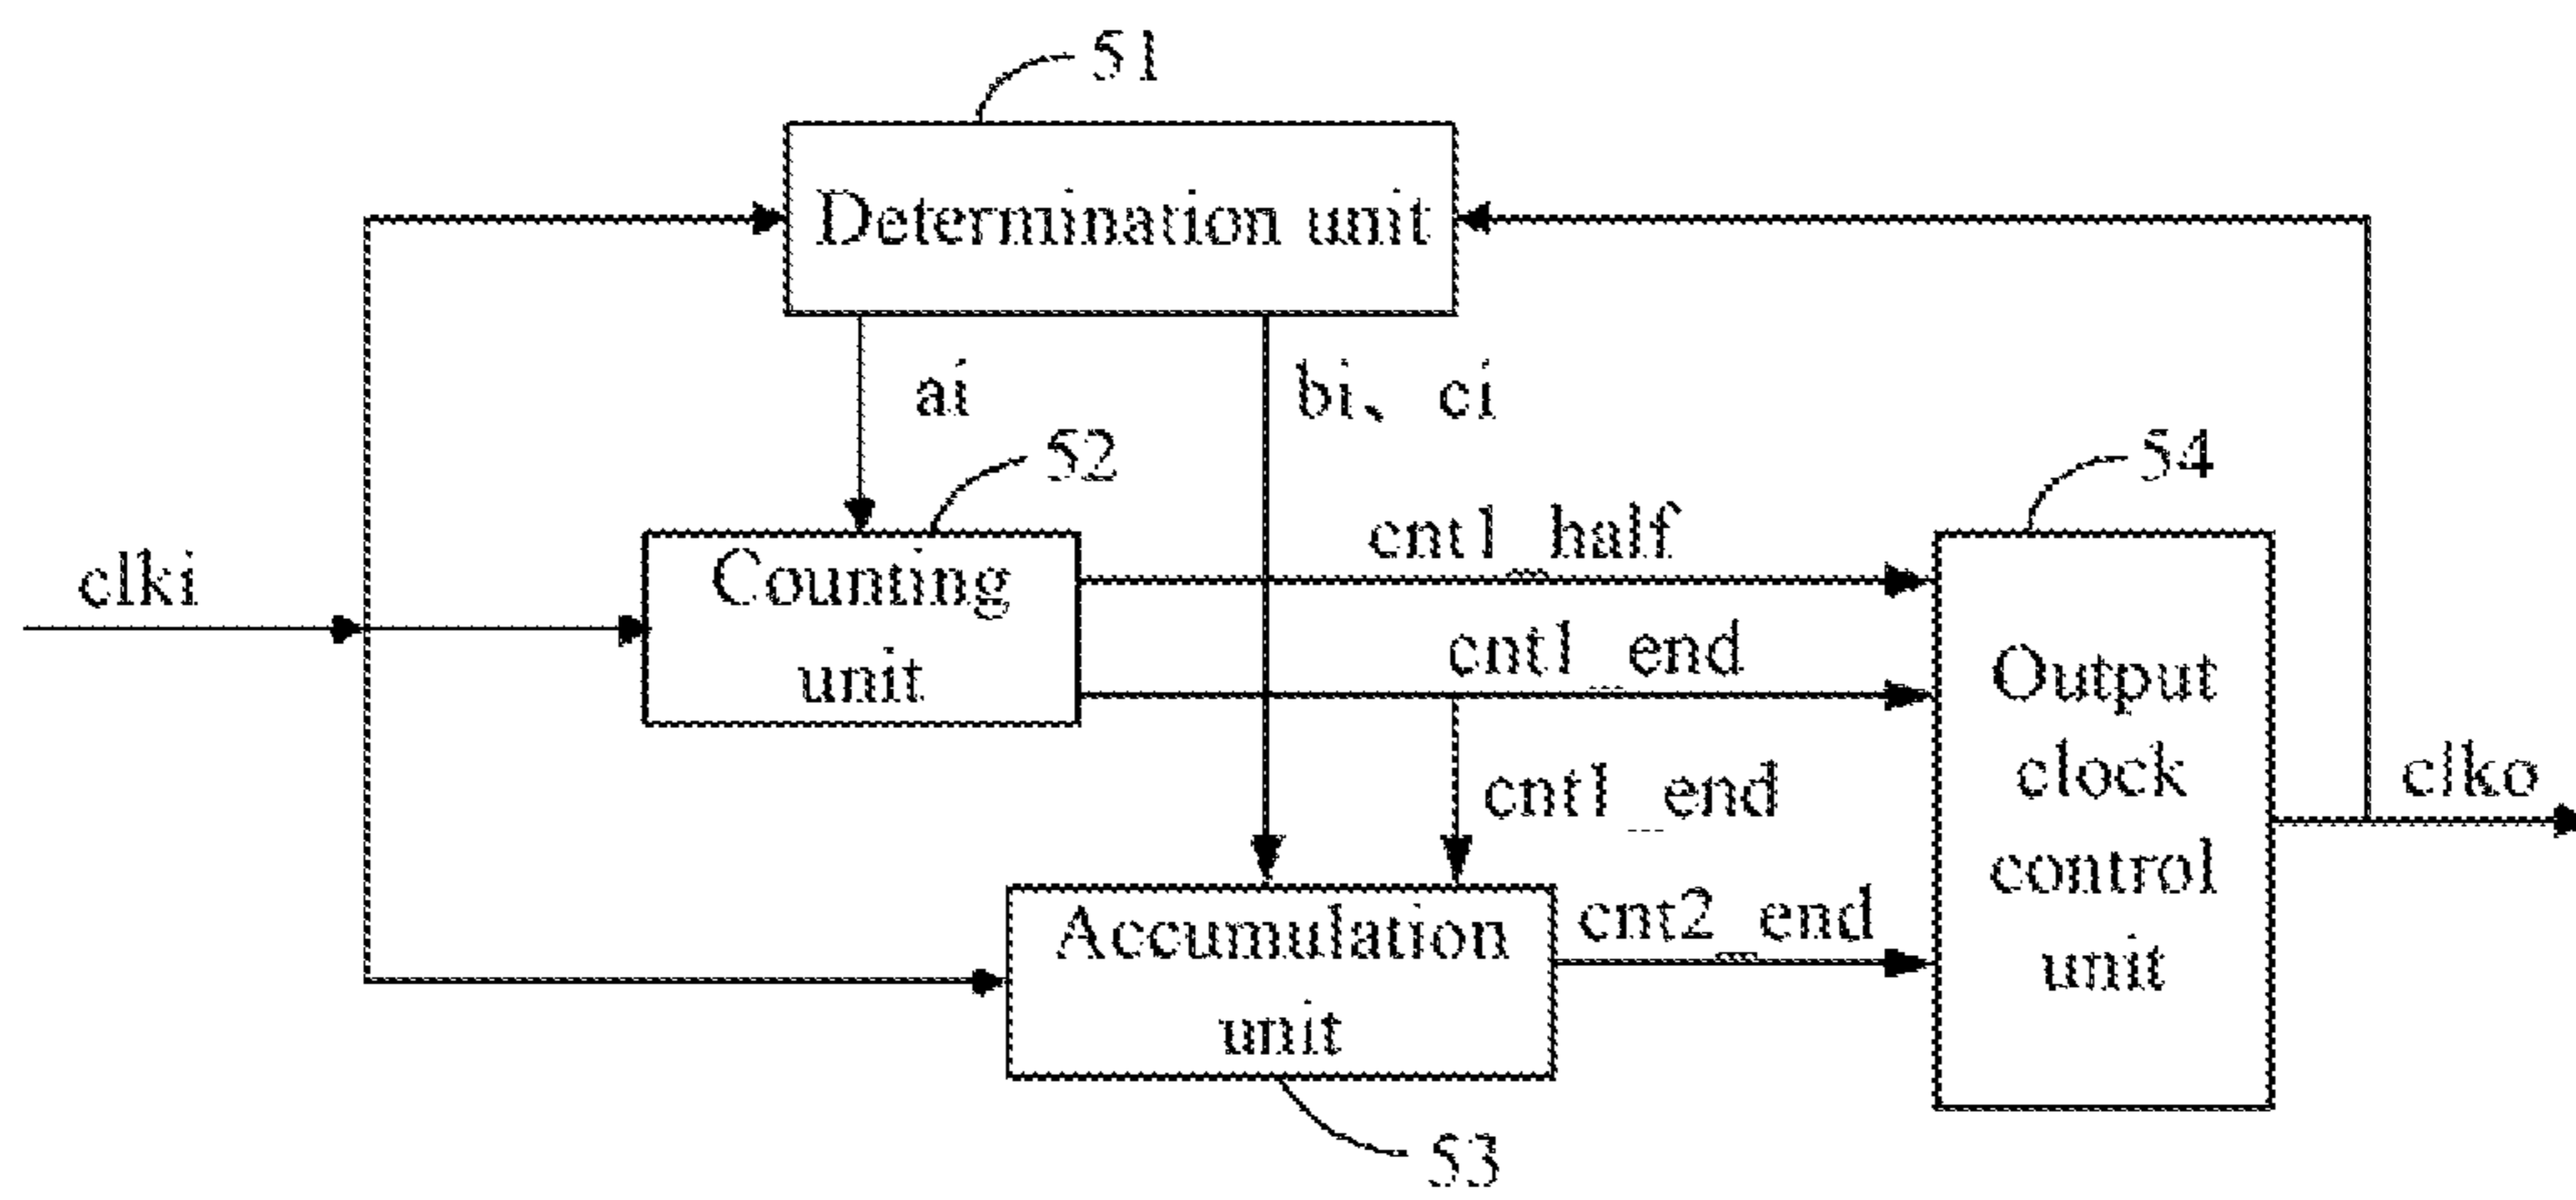 51
Determination unit
ai
bi、ci
52
54
cnt1_half
clki
Counting
unit
cnt1_end
Output
clock
control
unit
cnt1_end
clko
Accumulation
unit
cnt2_end
53